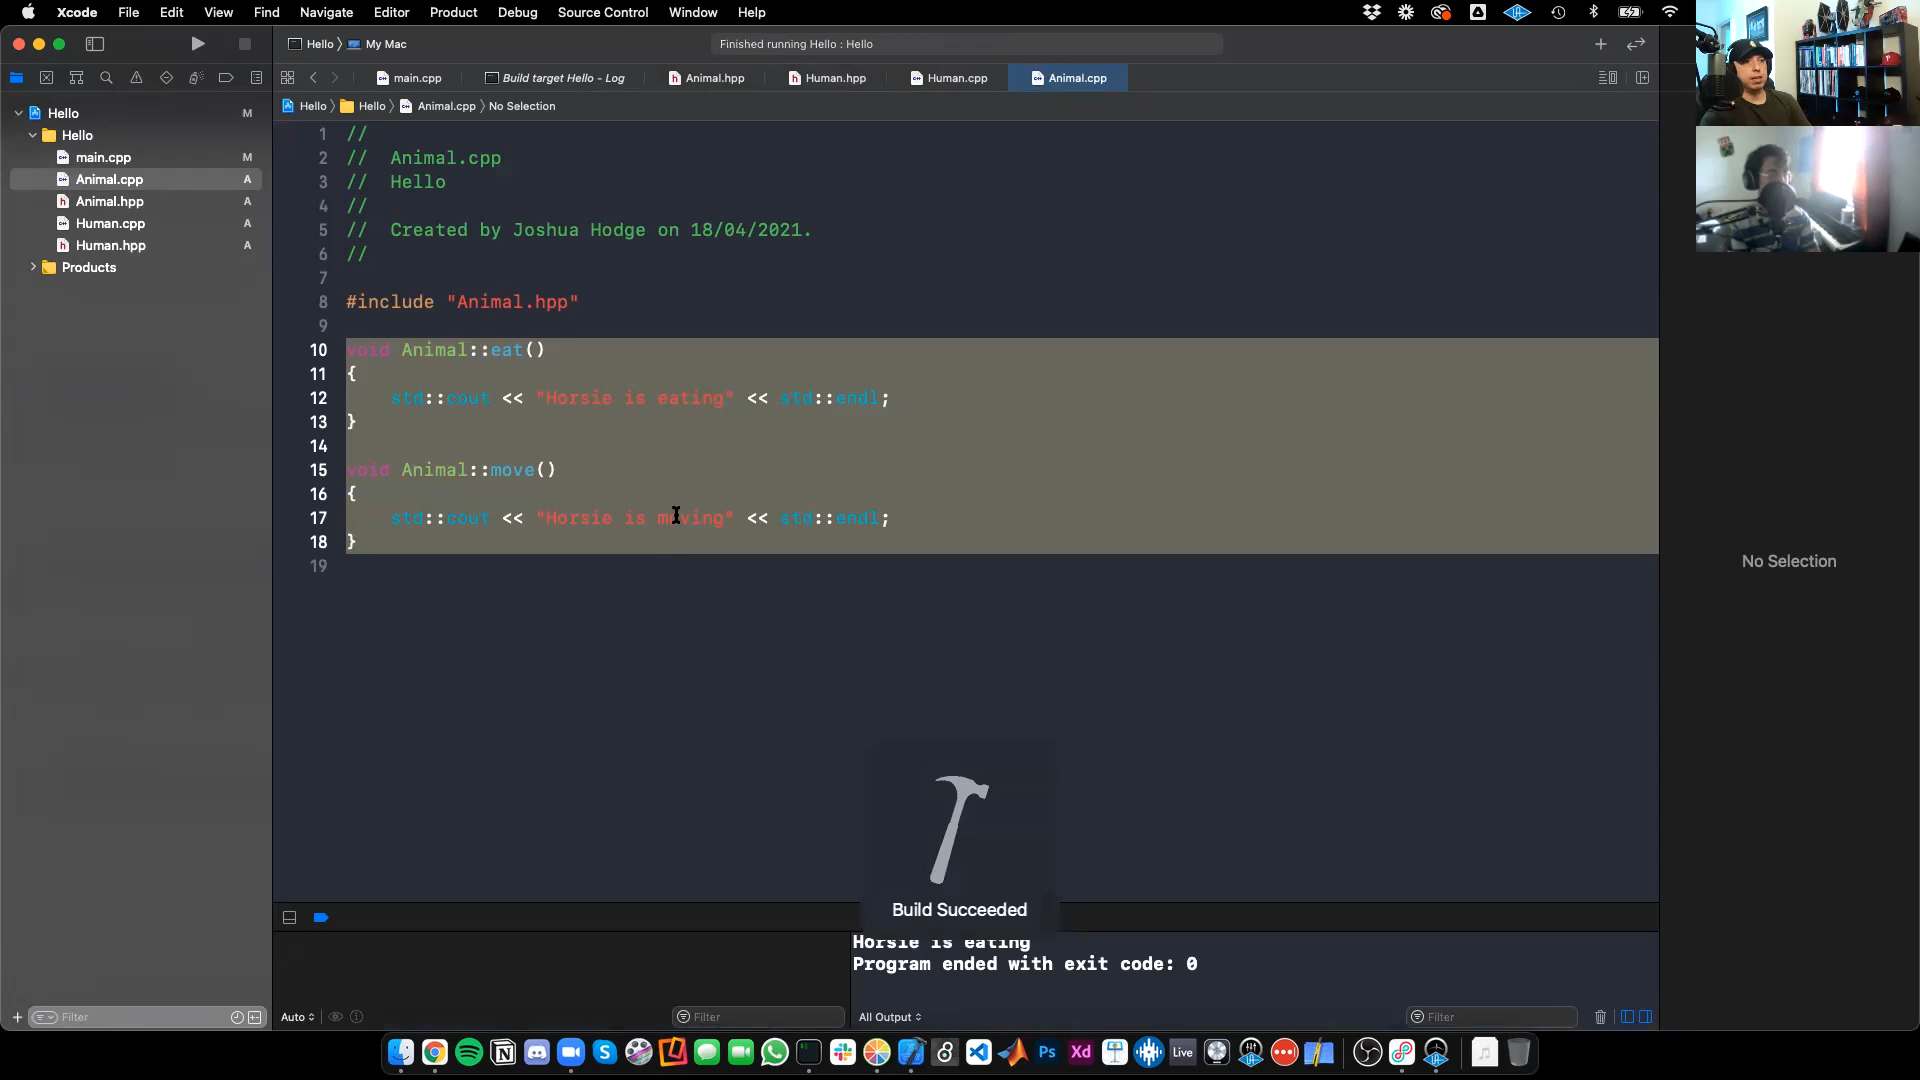 Xcode File Edit View Find Navigate Editor Product Debug Source Control Window Help
Hello My Mac
Finished running Hello : Hello
main.cpp
Build target Hello - Log
Animal.hpp
Human.hpp
Human.cpp
Animal.cpp
Hello Hello Animal.cpp No Selection
Hello M
Hello
main.cpp M
Animal.cpp A
Animal.hpp A
Human.cpp A
Human.hpp A
Products
1 //
2 // Animal.cpp
3 // Hello
4 //
5 // Created by Joshua Hodge on 18/04/2021.
6 //
7
8 #include "Animal.hpp"
9
10 void Animal::eat()
11 {
12 std::cout << "Horsie is eating" << std::endl;
13 }
14
15 void Animal::move()
16 {
17 std::cout << "Horsie is moving" << std::endl;
18 }
19
No Selection
Build Succeeded
Horsie is eating
Program ended with exit code: 0
Filter
Auto
Filter
All Output
Filter
Ps
Xd
Live